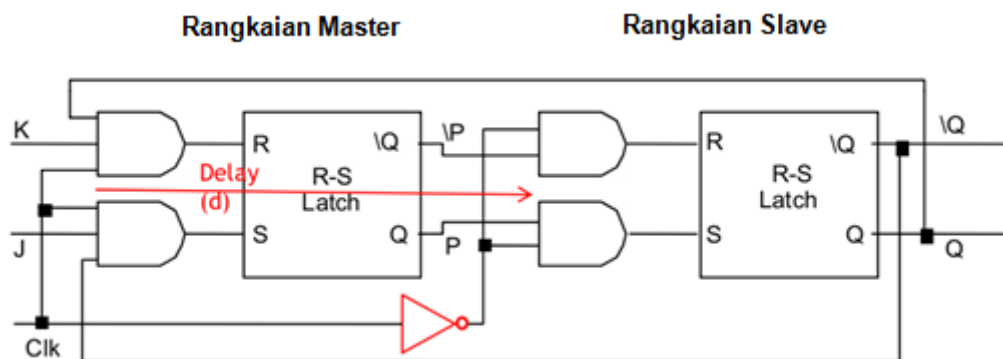 Rangkaian Master
Rangkaian Slave
K
R
\Q
\P
R
\Q
\Q
Delay
(d)
R-S
Latch
R-S
Latch
J
S
Q
P
S
Q
Q
Clk